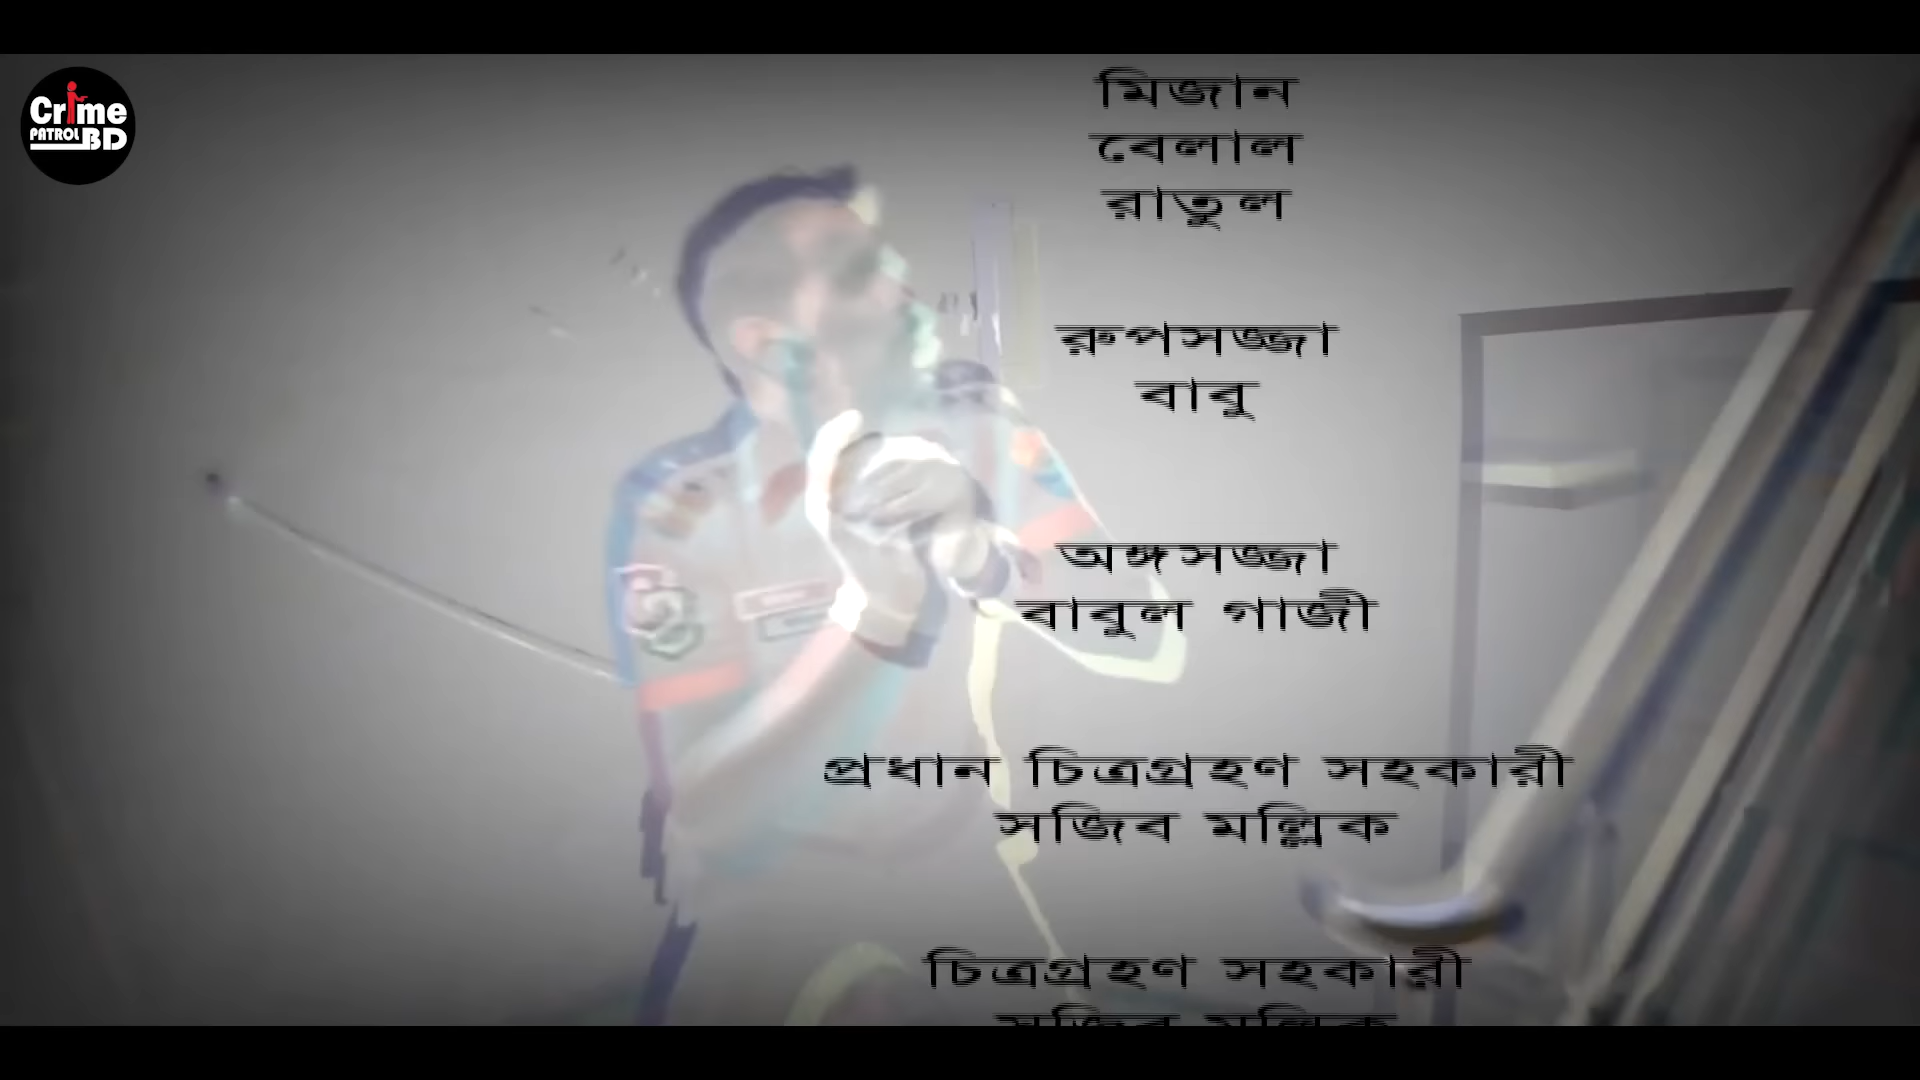 Crime
PATROL BD
মিজান
বেলাল
রাতুল
রুপসজ্জা
বাবু
অঙ্গসজ্জা
বাবুল গাজী
প্রধান চিত্রগ্রহণ সহকারী
সজিব মল্লিক
চিত্রগ্রহণ সহকারী